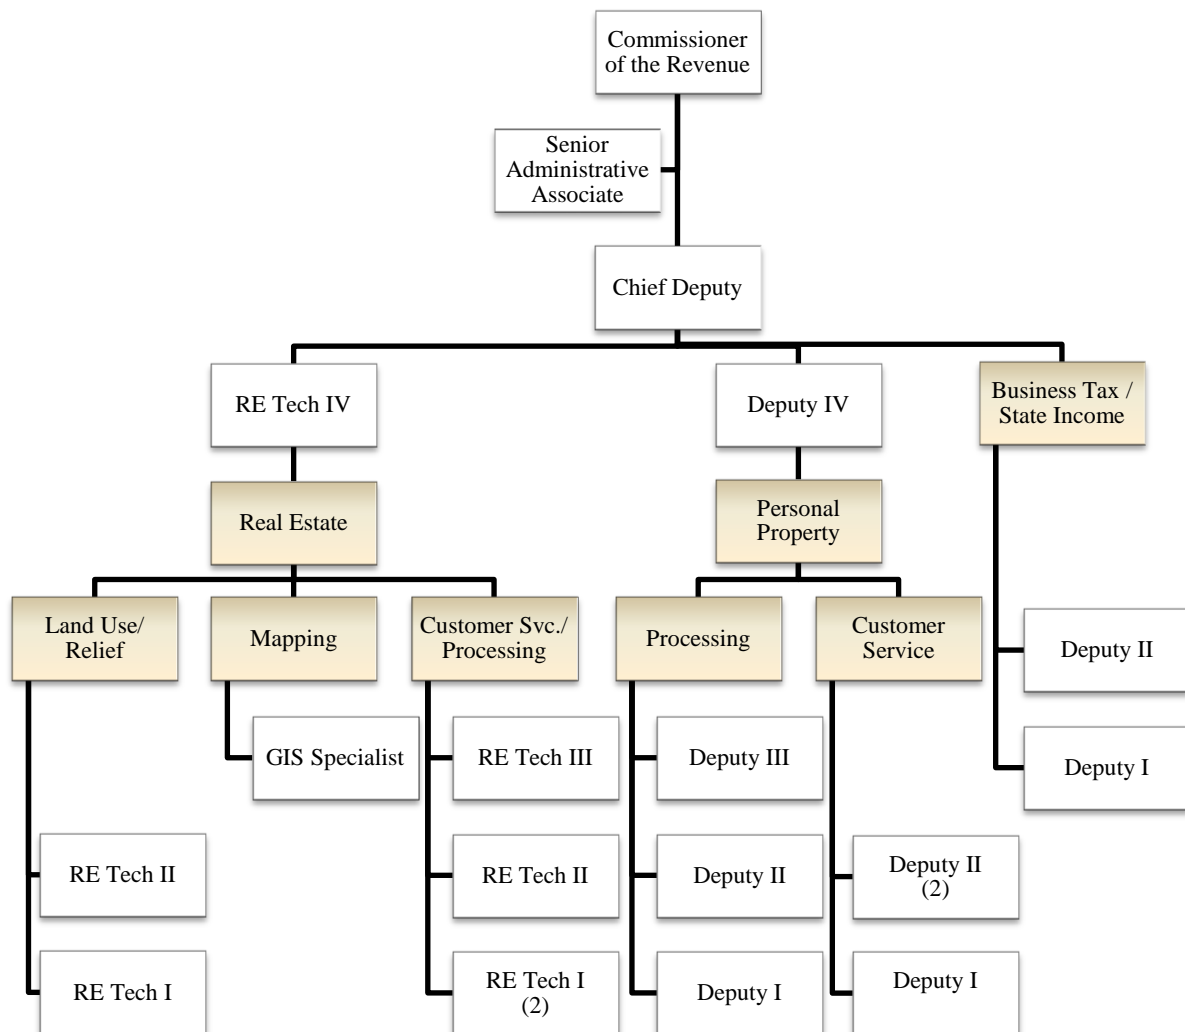 Commissioner
of the Revenue
Senior
Administrative
Associate
Chief Deputy
RE Tech IV
Deputy IV
Business Tax /
State Income
Real Estate
Personal
Property
Land Use/
Relief
Mapping
Customer Svc./
Processing
Processing
Customer
Service
Deputy II
GIS Specialist
RE Tech III
Deputy III
Deputy I
RE Tech II
RE Tech II
Deputy II
Deputy II
(2)
RE Tech I
RE Tech I
(2)
Deputy I
Deputy I